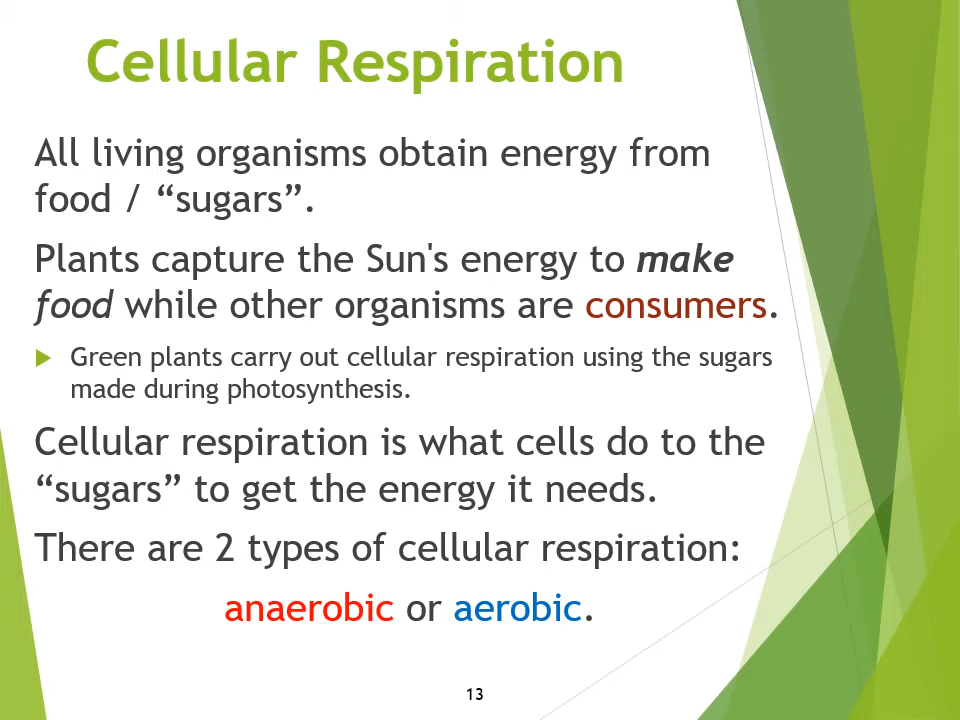 Cellular Respiration
All living organisms obtain energy from
food / “sugars”.
Plants capture the Sun's energy to make
food while other organisms are consumers.
Green plants carry out cellular respiration using the sugars
made during photosynthesis.
Cellular respiration is what cells do to the
“sugars” to get the energy it needs.
There are 2 types of cellular respiration:
anaerobic or aerobic.
13